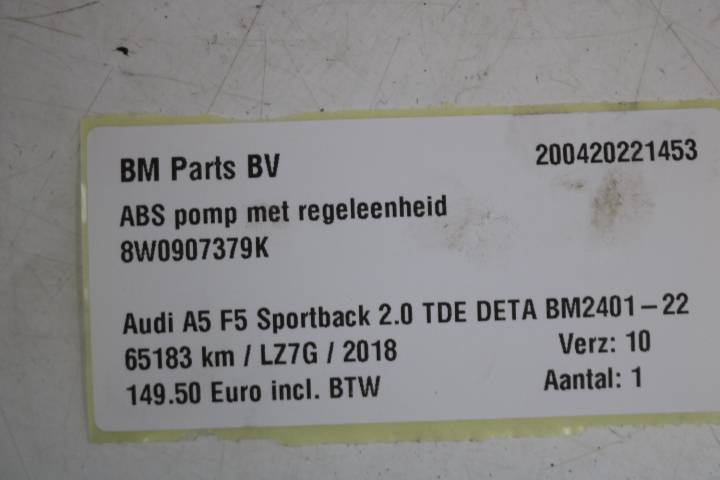 BM Parts BV 200420221453
ABS pomp met regeleenheid
8W0907379K
Audi A5 F5 Sportback 2.0 TDE DETA BM2401-22
65183 km / LZ7G / 2018 Verz: 10
149.50 Euro incl. BTW Aantal: 1